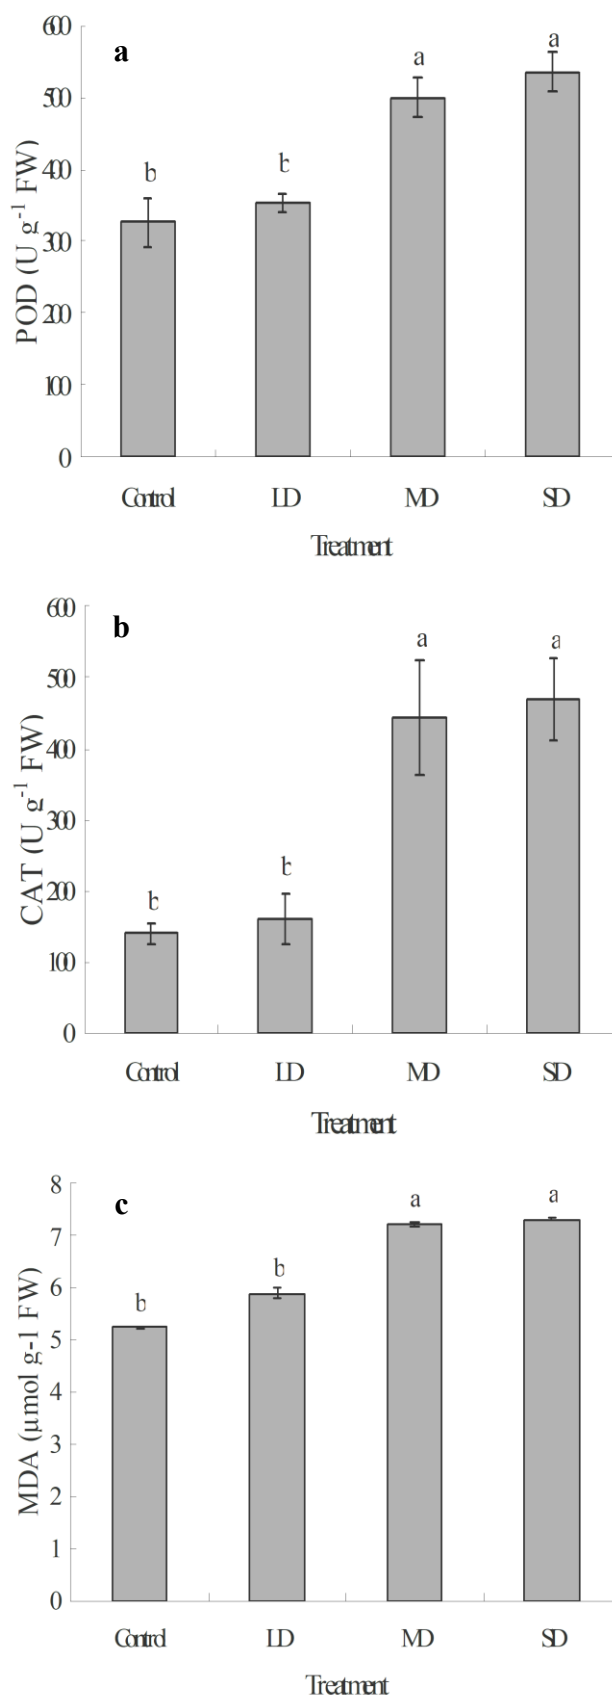 a
POD (U g⁻¹ FW)
600
500
400
300
200
100
0
b
b
a
a
Control
LD
MD
SD
Treatment
b
CAT (U g⁻¹ FW)
600
500
400
300
200
100
0
b
b
a
a
Control
LD
MD
SD
Treatment
c
MDA (µmol g-1 FW)
8
7
6
5
4
3
2
1
0
b
b
a
a
Control
LD
MD
SD
Treatment